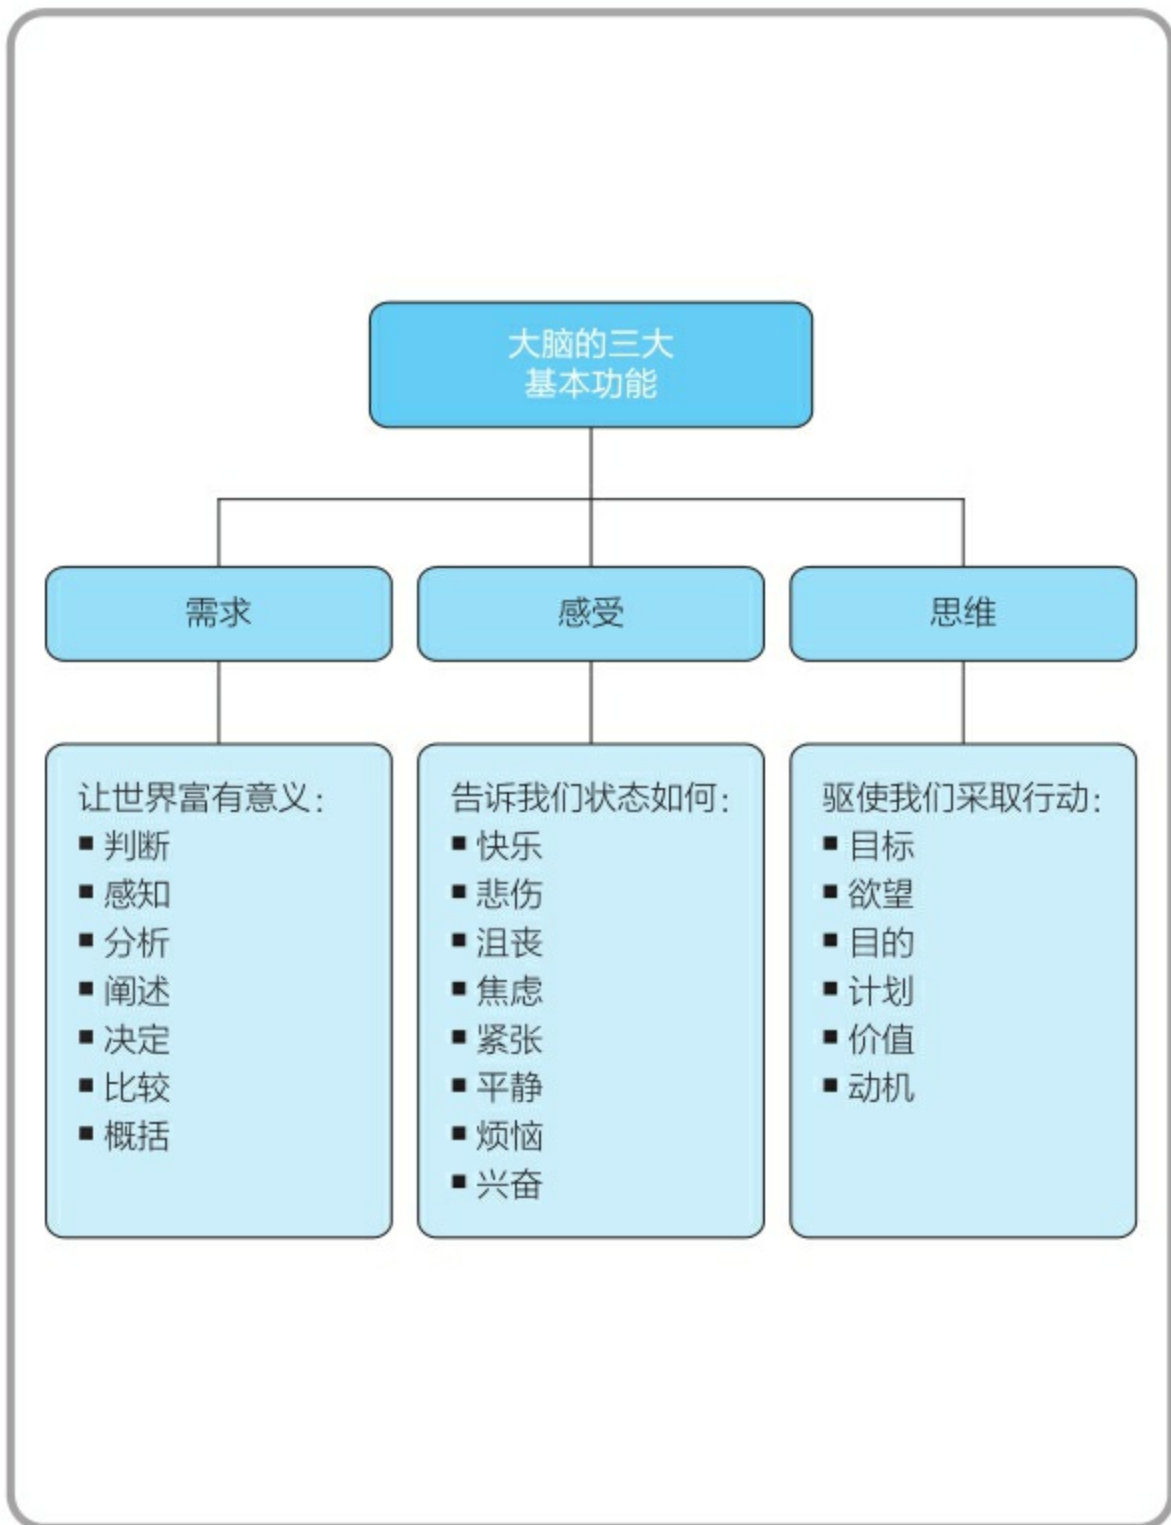 大脑的三大
基本功能
需求
感受
思维
让世界富有意义：
■ 判断
■ 感知
■ 分析
■ 阐述
■ 决定
■ 比较
■ 概括
告诉我们状态如何：
■ 快乐
■ 悲伤
■ 沮丧
■ 焦虑
■ 紧张
■ 平静
■ 烦恼
■ 兴奋
驱使我们采取行动：
■ 目标
■ 欲望
■ 目的
■ 计划
■ 价值
■ 动机